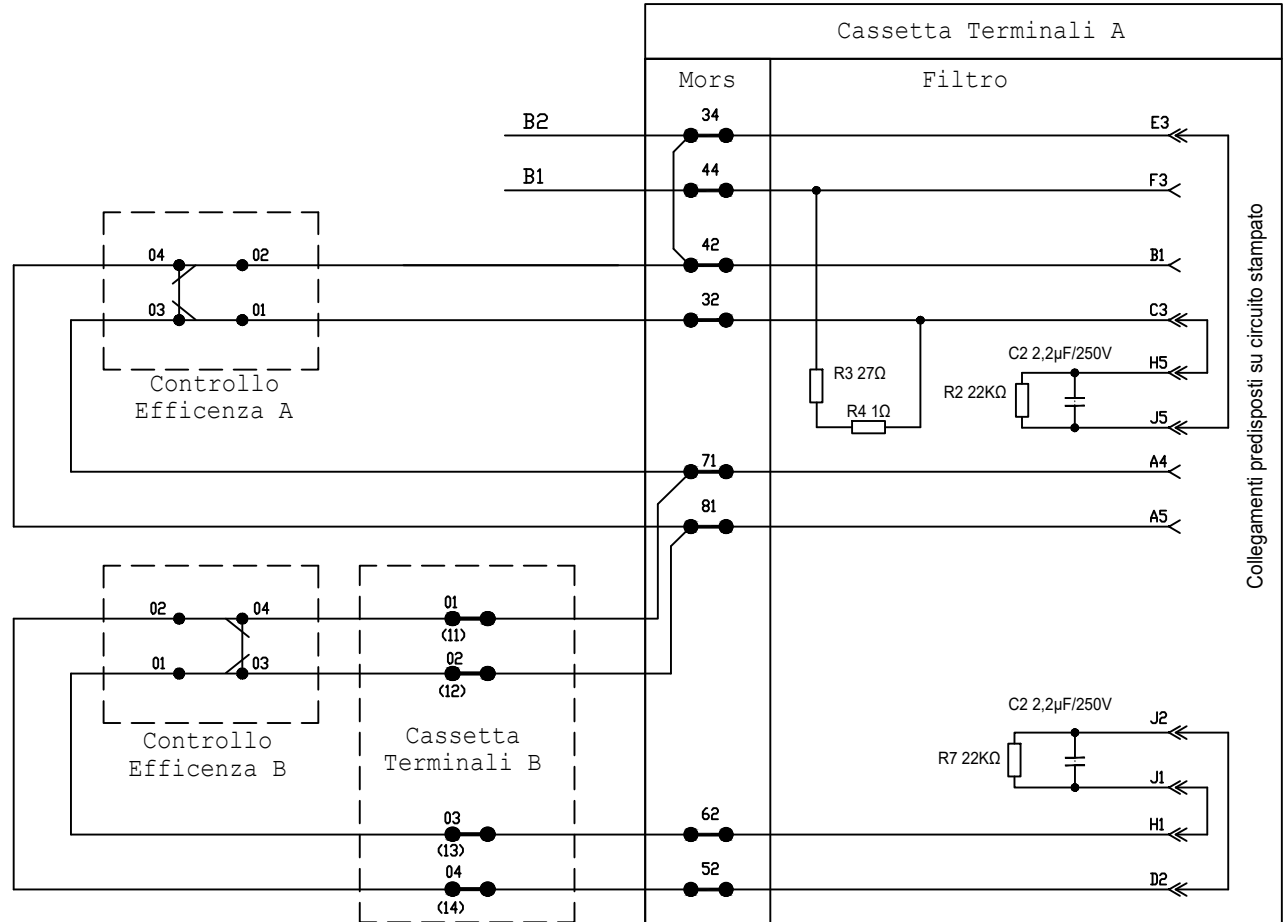 Cassetta Terminali A
Mors
Filtro
B2
34
E3
B1
44
F3
04
02
42
B1
03
01
32
C3
Controllo
Efficenza A
C2 2,2µF/250V
H5
R3 27Ω
R2 22KΩ
R4 1Ω
J5
71
A4
81
A5
Collegamenti predisposti su circuito stampato
02
04
01
(11)
01
03
02
(12)
Controllo
Efficenza B
Cassetta
Terminali B
C2 2,2µF/250V
J2
R7 22KΩ
J1
03
(13)
62
H1
04
(14)
52
D2